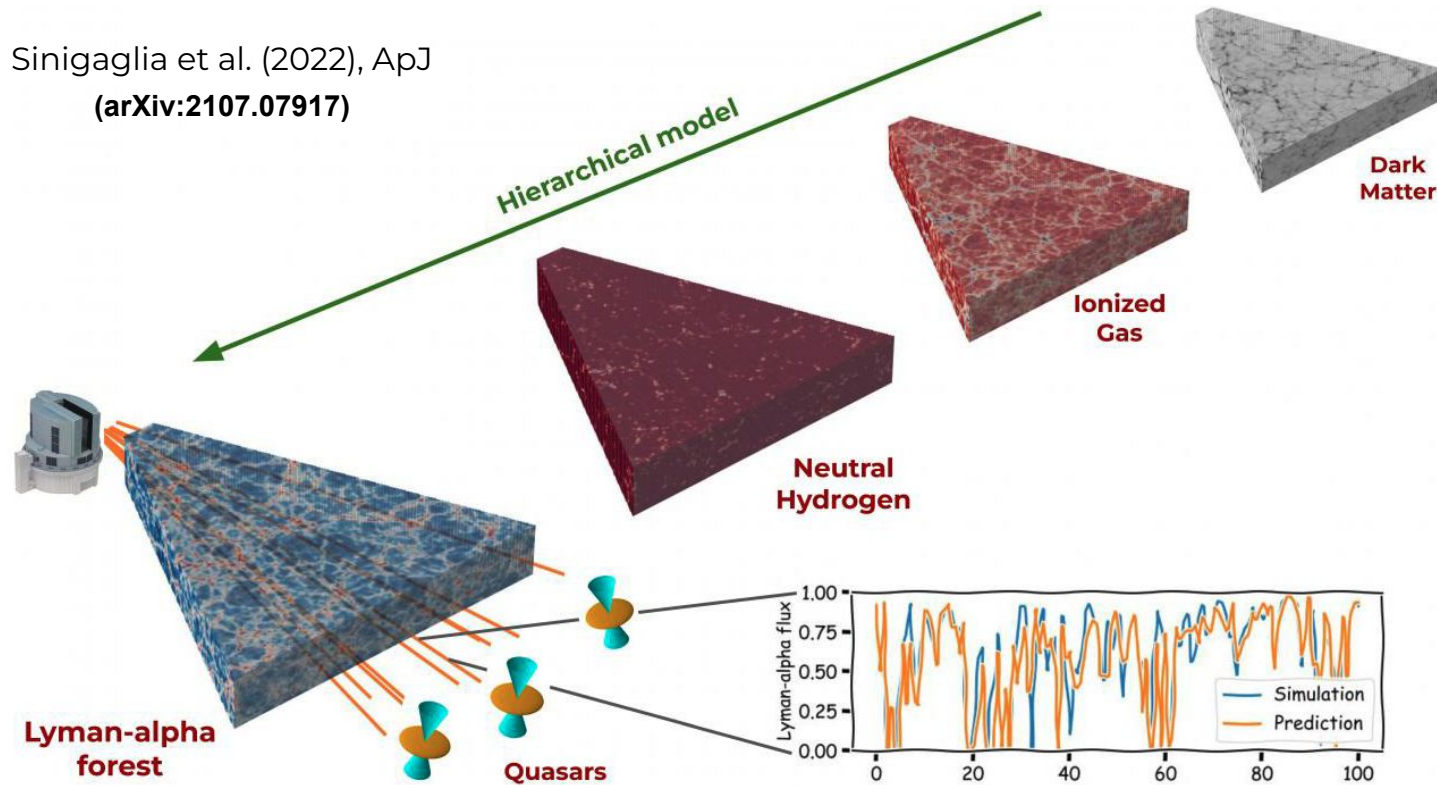 Sinigaglia et al. (2022), ApJ
(arXiv:2107.07917)
Hierarchical model
Dark
Matter
Ionized
Gas
Neutral
Hydrogen
Lyman-alpha
forest
Quasars
Lyman-alpha flux
1.00
0.75
0.50
0.25
0.00
Simulation
Prediction
0 20 40 60 80 100